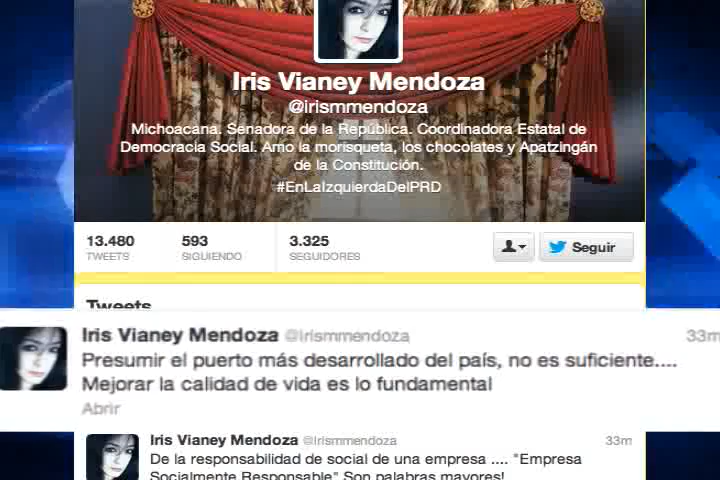 Iris Vianey Mendoza
@irismmendoza
Michoacana. Senadora de la República. Coordinadora Estatal de
Democracia Social. Amo la morisqueta, los chocolates y Apatzingán
de la Constitución.
#EnLaIzquierdaDelPRD
13.480 593 3.325
TWEETS SIGUIENDO SEGUIDORES
Seguir
Tweets
Iris Vianey Mendoza @irismmendoza 33m
Presumir el puerto más desarrollado del país, no es suficiente....
Mejorar la calidad de vida es lo fundamental
Abrir
Iris Vianey Mendoza @irismmendoza 33m
De la responsabilidad de social de una empresa .... "Empresa
Socialmente Responsable" Son palabras mayores!